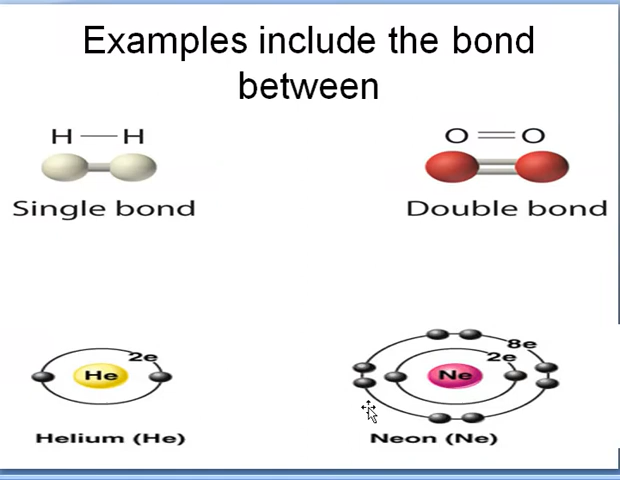 Examples include the bond
between
H — H
O = O
Single bond
Double bond
2e
He
8e
2e
Ne
Helium (He)
Neon (Ne)